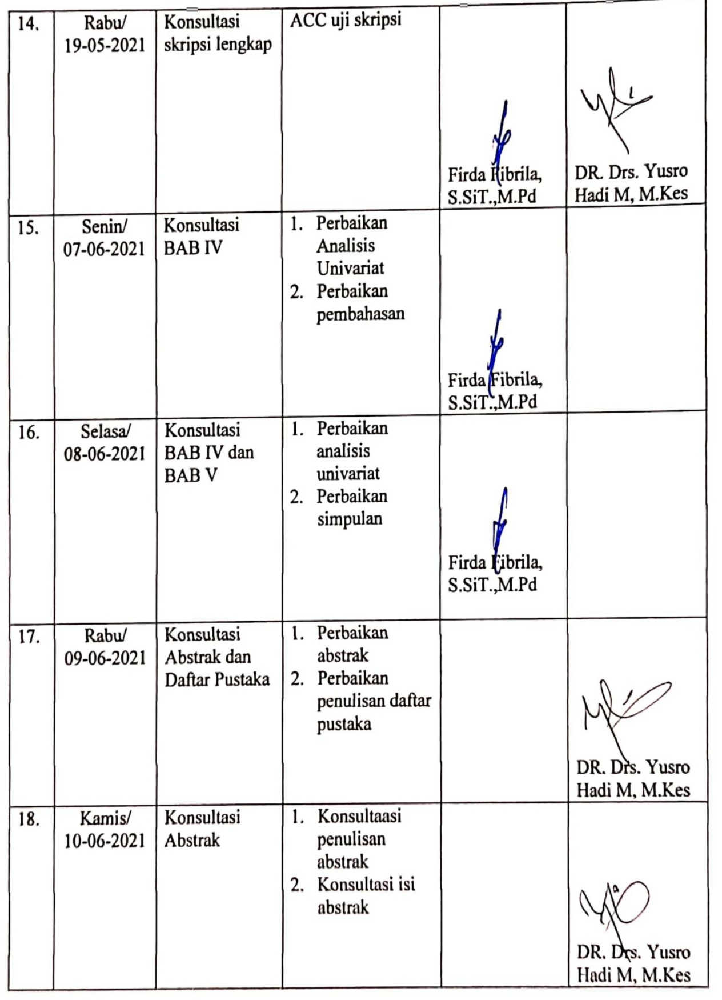 14.
Rabu/
19-05-2021
Konsultasi
skripsi lengkap
ACC uji skripsi
Firda Fibrila,
S.SiT.,M.Pd
DR. Drs. Yusro
Hadi M, M.Kes
15.
Senin/
07-06-2021
Konsultasi
BAB IV
1. Perbaikan
Analisis
Univariat
2. Perbaikan
pembahasan
Firda Fibrila,
S.SiT.,M.Pd
16.
Selasa/
08-06-2021
Konsultasi
BAB IV dan
BAB V
1. Perbaikan
analisis
univariat
2. Perbaikan
simpulan
Firda Fibrila,
S.SiT.,M.Pd
17.
Rabu/
09-06-2021
Konsultasi
Abstrak dan
Daftar Pustaka
1. Perbaikan
abstrak
2. Perbaikan
penulisan daftar
pustaka
DR. Drs. Yusro
Hadi M, M.Kes
18.
Kamis/
10-06-2021
Konsultasi
Abstrak
1. Konsultaasi
penulisan
abstrak
2. Konsultasi isi
abstrak
DR. Drs. Yusro
Hadi M, M.Kes